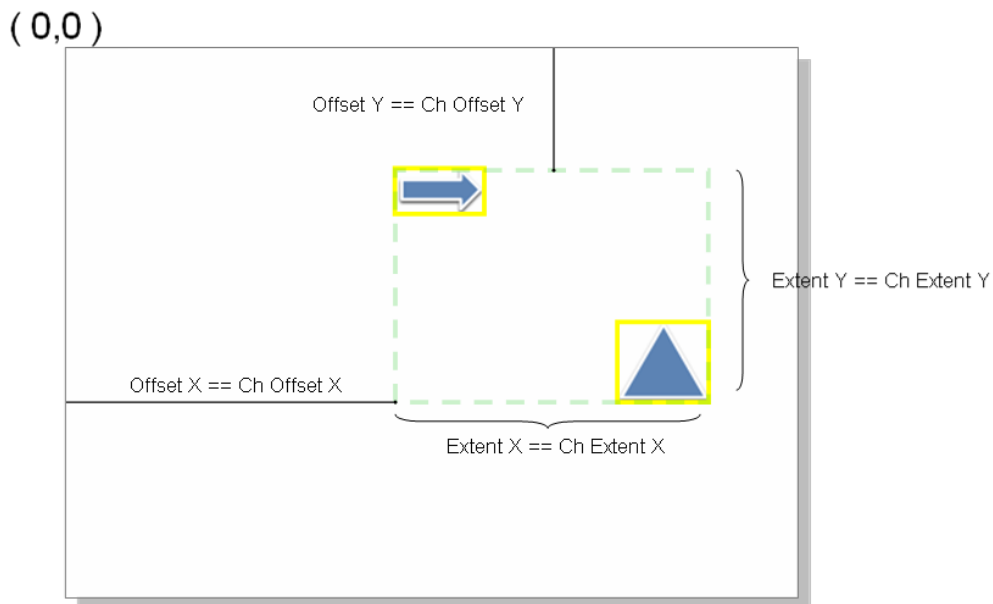 ( 0,0 )
Offset Y == Ch Offset Y
Extent Y == Ch Extent Y
Offset X == Ch Offset X
Extent X == Ch Extent X